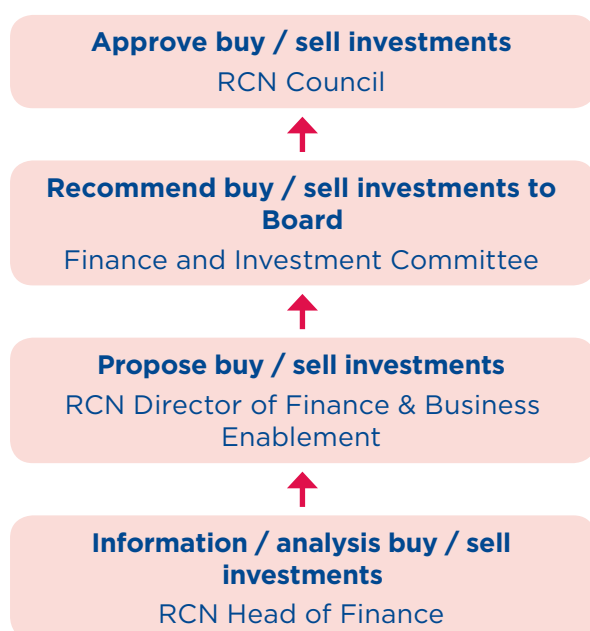 Approve buy / sell investments
RCN Council
Recommend buy / sell investments to
Board
Finance and Investment Committee
Propose buy / sell investments
RCN Director of Finance & Business
Enablement
Information / analysis buy / sell
investments
RCN Head of Finance